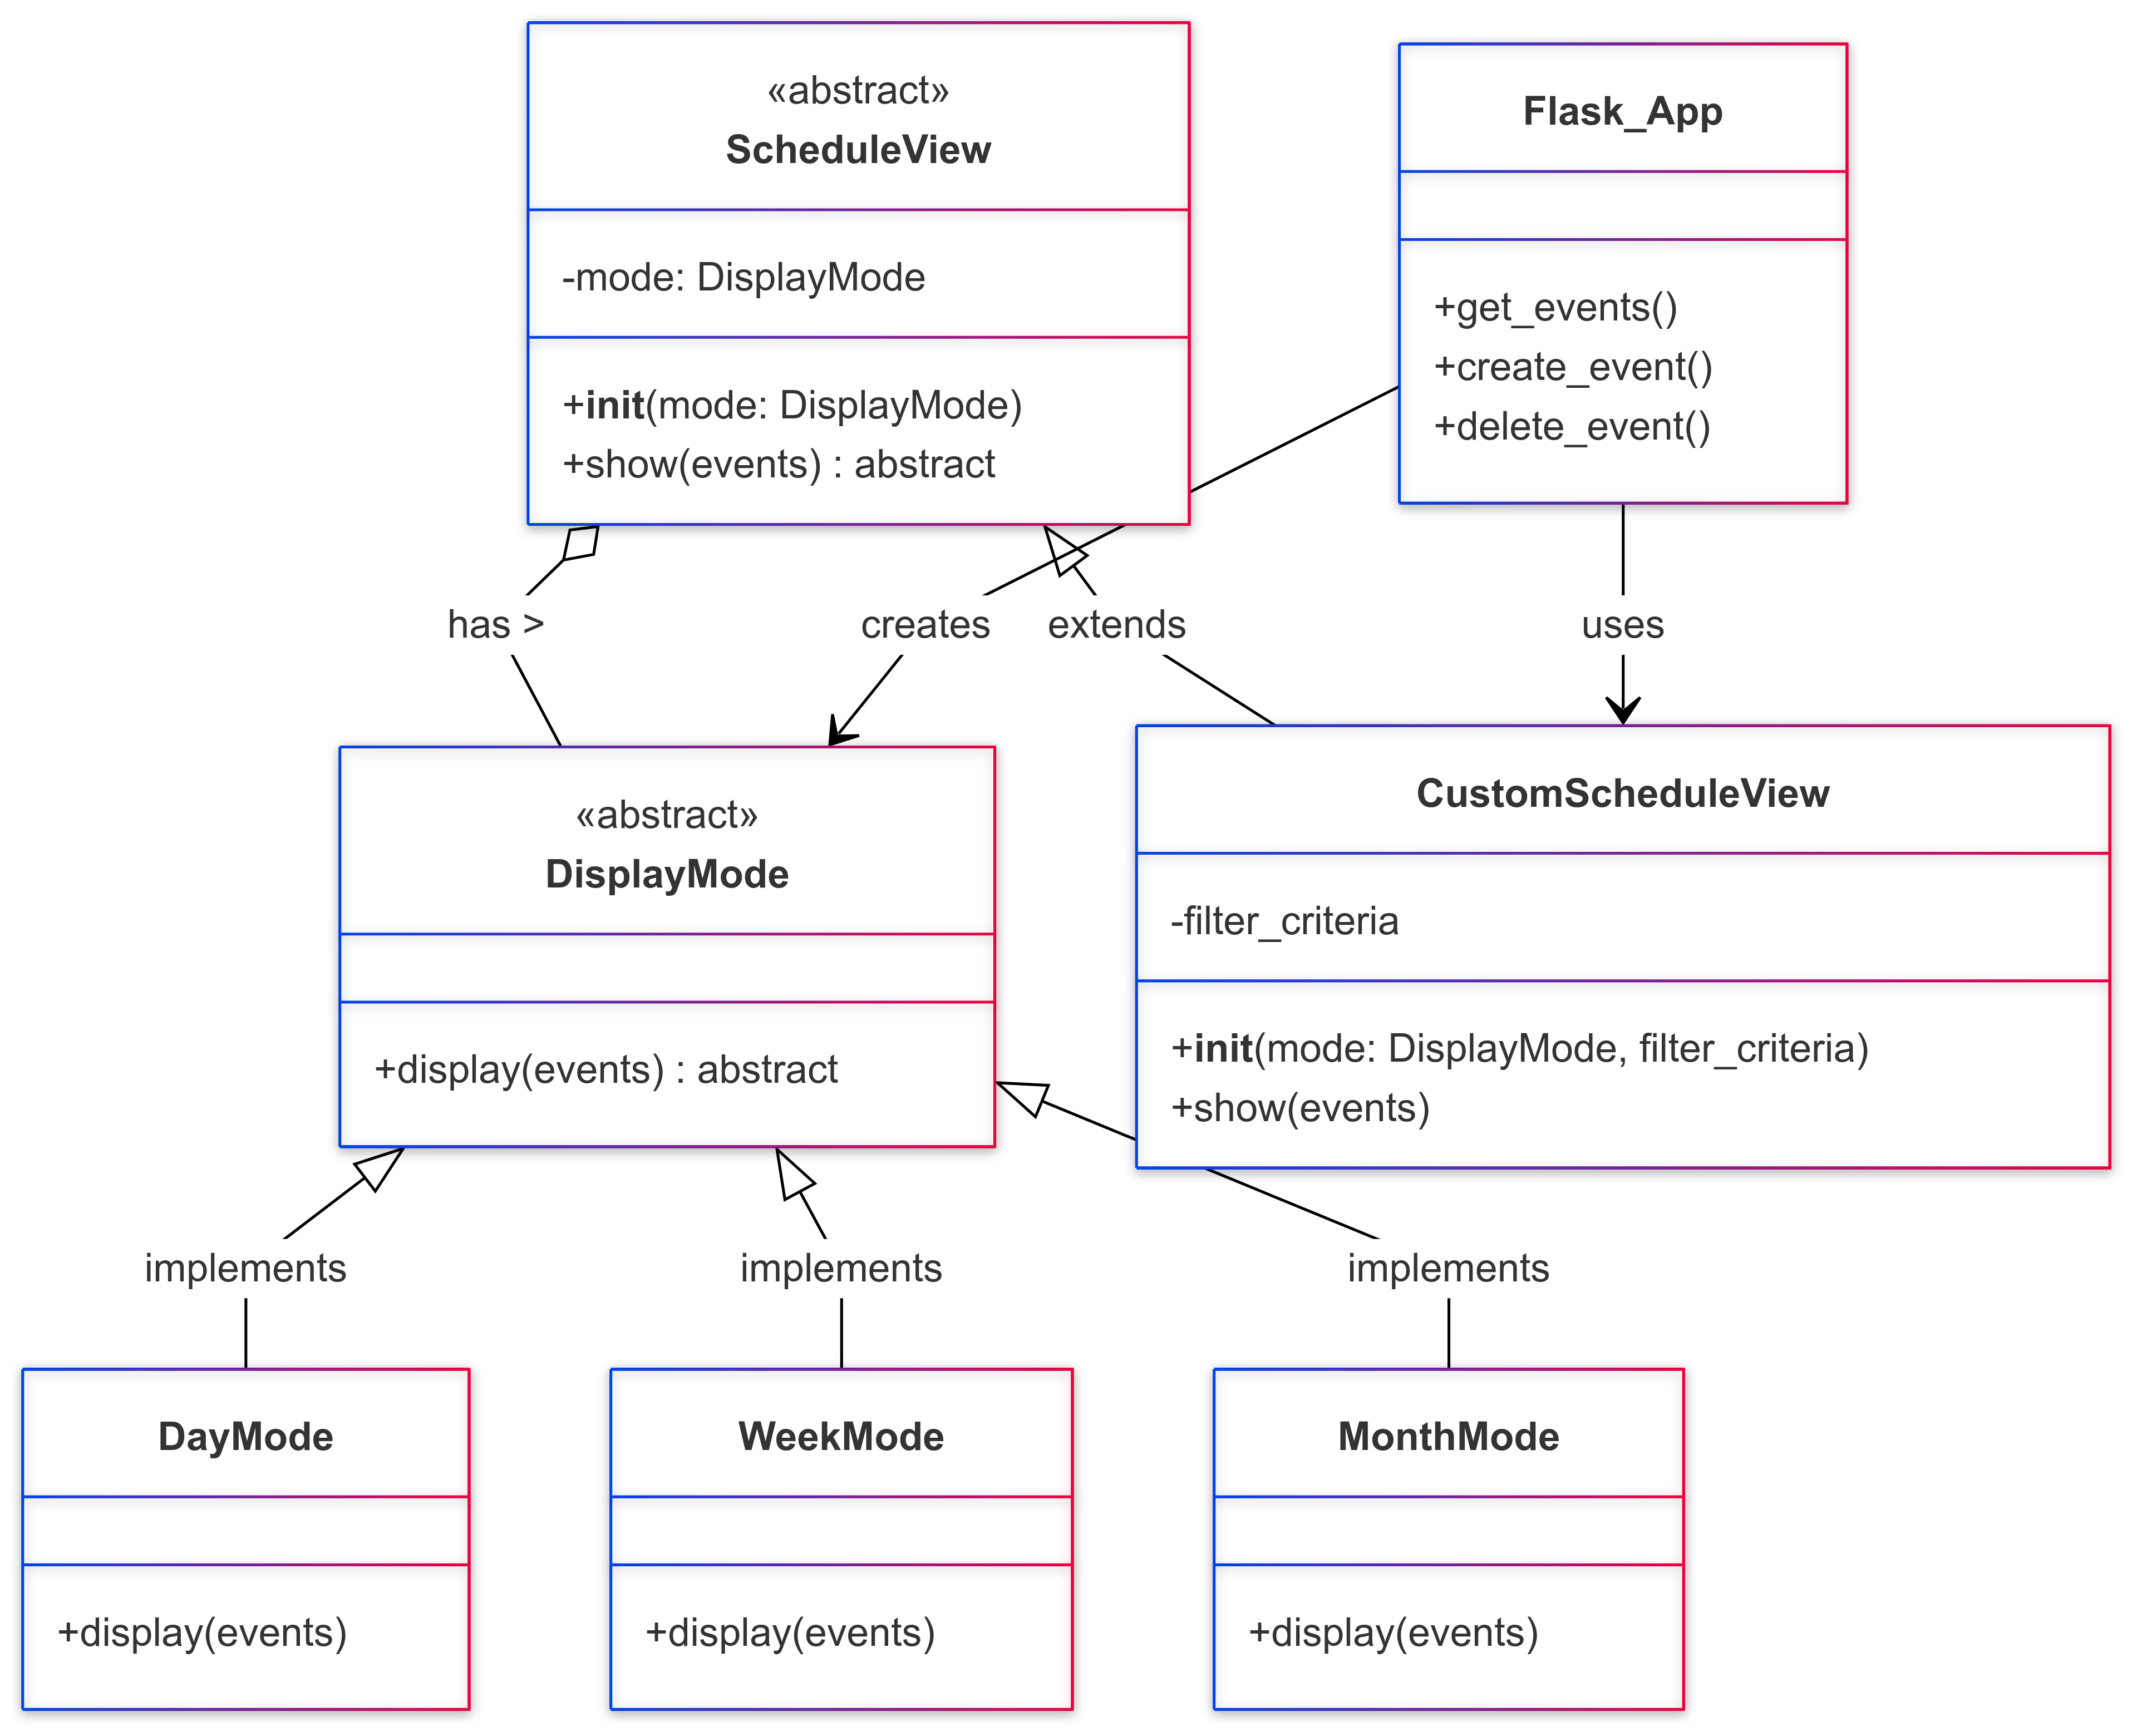 «abstract»
ScheduleView
-mode: DisplayMode
+init(mode: DisplayMode)
+show(events) : abstract
Flask_App
+get_events()
+create_event()
+delete_event()
has >
creates
extends
uses
«abstract»
DisplayMode
+display(events) : abstract
CustomScheduleView
-filter_criteria
+init(mode: DisplayMode, filter_criteria)
+show(events)
implements
implements
implements
DayMode
+display(events)
WeekMode
+display(events)
MonthMode
+display(events)